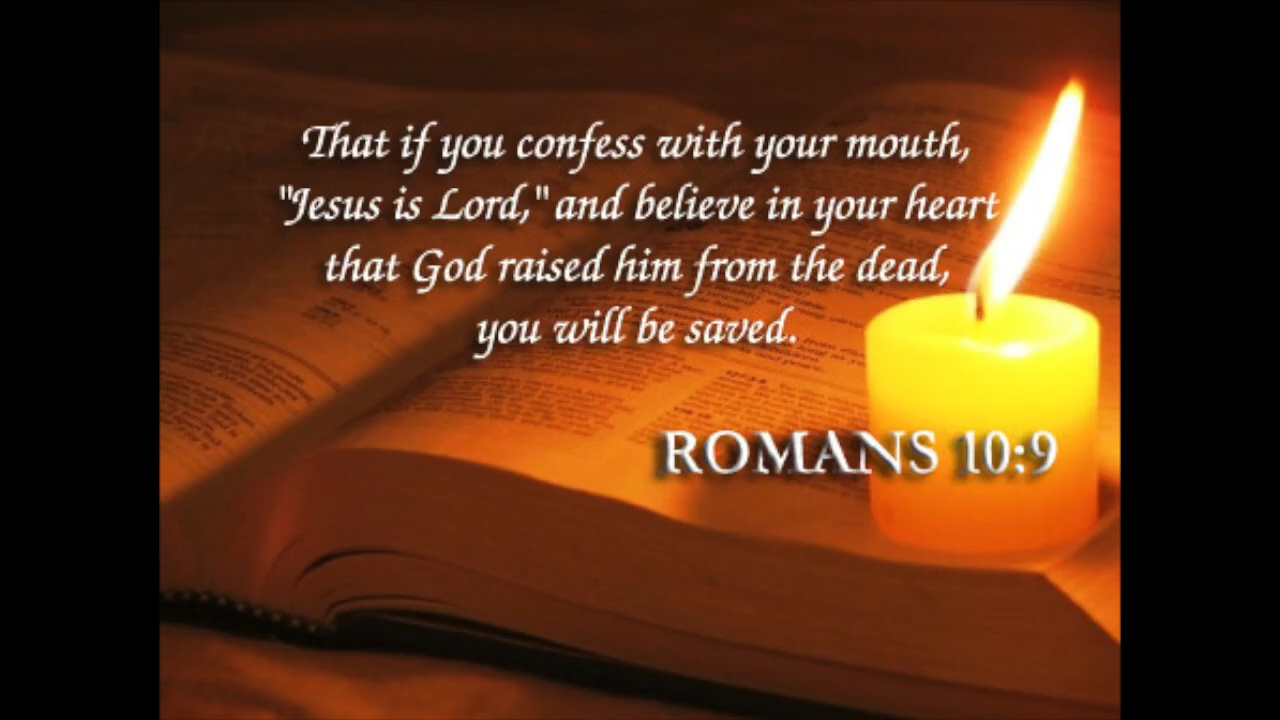 That if you confess with your mouth,
"Jesus is Lord," and believe in your heart
that God raised him from the dead,
you will be saved.
ROMANS 10:9